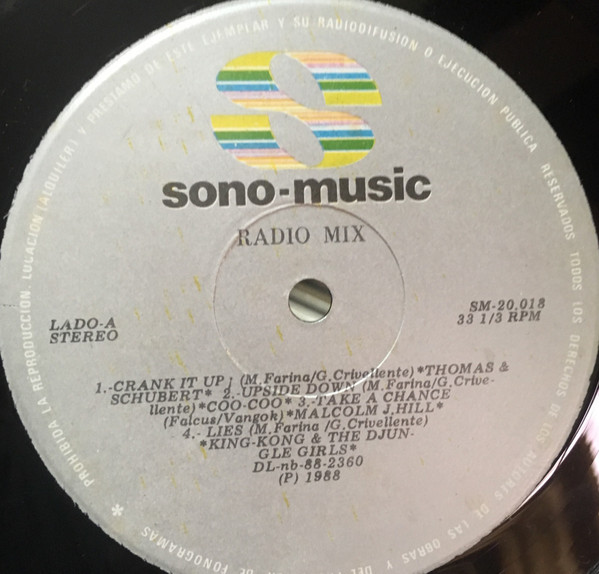 sono-music
RADIO MIX
LADO-A
STEREO
SM-20.018
33 1/3 RPM
1.-CRANK IT UP¡ (M.Farina/G.Crivellente)*THOMAS &
SCHUBERT* 2.-UPSIDE DOWN (M.Farina/G.Crive-
llente)*COO-COO* 3.-TAKE A CHANCE
(Falcus/Vangok)*MALCOLM J.HILL*
4.- LIES (M.Farina /G.Crivellente)
*KING-KONG & THE DJUN-
GLE GIRLS*
DL-nb-88-2360
(P) 1988
* PROHIBIDA LA REPRODUCCION. LOCACION (ALQUILER) Y PRESTAMO DE ESTE EJEMPLAR Y SU RADIODIFUSION O EJECUCION PUBLICA RESERVADOS TODOS LOS DERECHOS DE LOS AUTORES DE LAS OBRAS Y DEL DE FONOGRAMAS